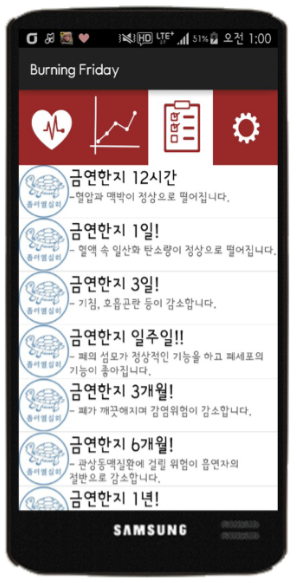 HD LTE 51% 오전 1:00
Burning Friday
금연한지 12시간
-혈압과 맥박이 정상으로 떨어집니다.
금연한지 1일!
- 혈액 속 일산화 탄소량이 정상으로 떨어집니다.
금연한지 3일!
- 기침, 호흡곤란 등이 감소합니다.
금연한지 일주일!!
- 폐의 섬모가 정상적인 기능을 하고 폐세포의
기능이 좋아집니다.
금연한지 3개월!
- 폐가 깨끗해지며 감염위험이 감소합니다.
금연한지 6개월!
- 관상동맥질환에 걸릴 위험이 흡연자의
절반으로 감소합니다.
금연한지 1년!
SAMSUNG